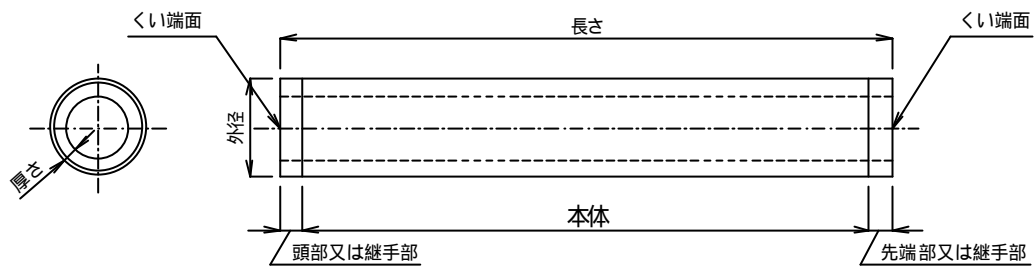 くい端面
くい端面
長さ
外径
厚さ
本体
頭部又は継手部
先端部又は継手部